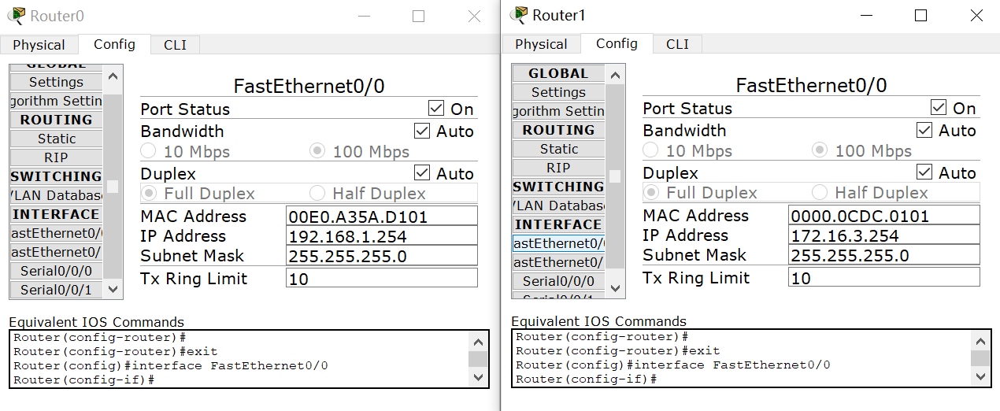 Router0
Physical Config CLI
GLOBAL
Settings
gorithm Settin
ROUTING
Static
RIP
SWITCHING
VLAN Database
INTERFACE
astEthernet0/0
astEthernet0/
Serial0/0/0
Serial0/0/1
FastEthernet0/0
Port Status On
Bandwidth Auto
10 Mbps 100 Mbps
Duplex Auto
Full Duplex Half Duplex
MAC Address 00E0.A35A.D101
IP Address 192.168.1.254
Subnet Mask 255.255.255.0
Tx Ring Limit 10
Equivalent IOS Commands
Router(config-router)#
Router(config-router)#exit
Router(config)#interface FastEthernet0/0
Router(config-if)#
Router1
Physical Config CLI
GLOBAL
Settings
gorithm Settin
ROUTING
Static
RIP
SWITCHING
VLAN Database
INTERFACE
astEthernet0/0
astEthernet0/
Serial0/0/0
Serial0/0/1
FastEthernet0/0
Port Status On
Bandwidth Auto
10 Mbps 100 Mbps
Duplex Auto
Full Duplex Half Duplex
MAC Address 0000.0CDC.0101
IP Address 172.16.3.254
Subnet Mask 255.255.255.0
Tx Ring Limit 10
Equivalent IOS Commands
Router(config-router)#
Router(config-router)#exit
Router(config)#interface FastEthernet0/0
Router(config-if)#